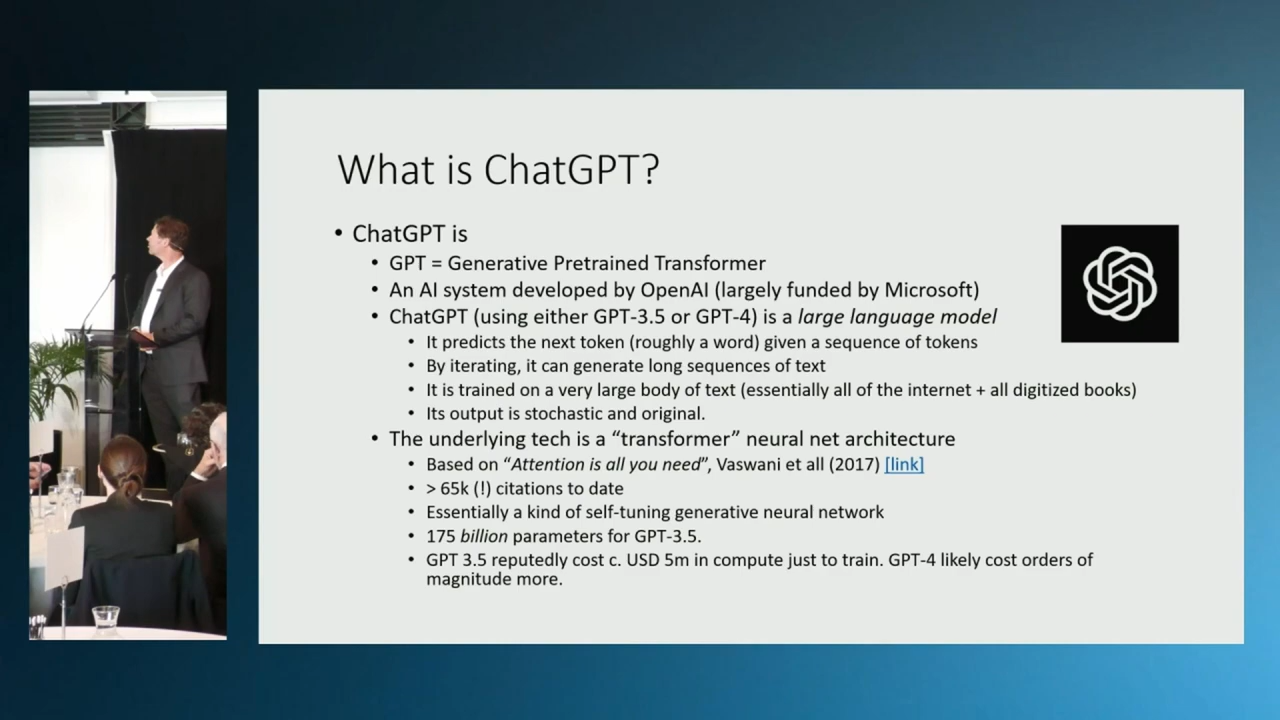 What is ChatGPT?
• ChatGPT is
• GPT = Generative Pretrained Transformer
• An AI system developed by OpenAI (largely funded by Microsoft)
• ChatGPT (using either GPT-3.5 or GPT-4) is a large language model
• It predicts the next token (roughly a word) given a sequence of tokens
• By iterating, it can generate long sequences of text
• It is trained on a very large body of text (essentially all of the internet + all digitized books)
• Its output is stochastic and original.
• The underlying tech is a “transformer” neural net architecture
• Based on “Attention is all you need”, Vaswani et all (2017) [link]
• > 65k (!) citations to date
• Essentially a kind of self-tuning generative neural network
• 175 billion parameters for GPT-3.5.
• GPT 3.5 reputedly cost c. USD 5m in compute just to train. GPT-4 likely cost orders of
magnitude more.